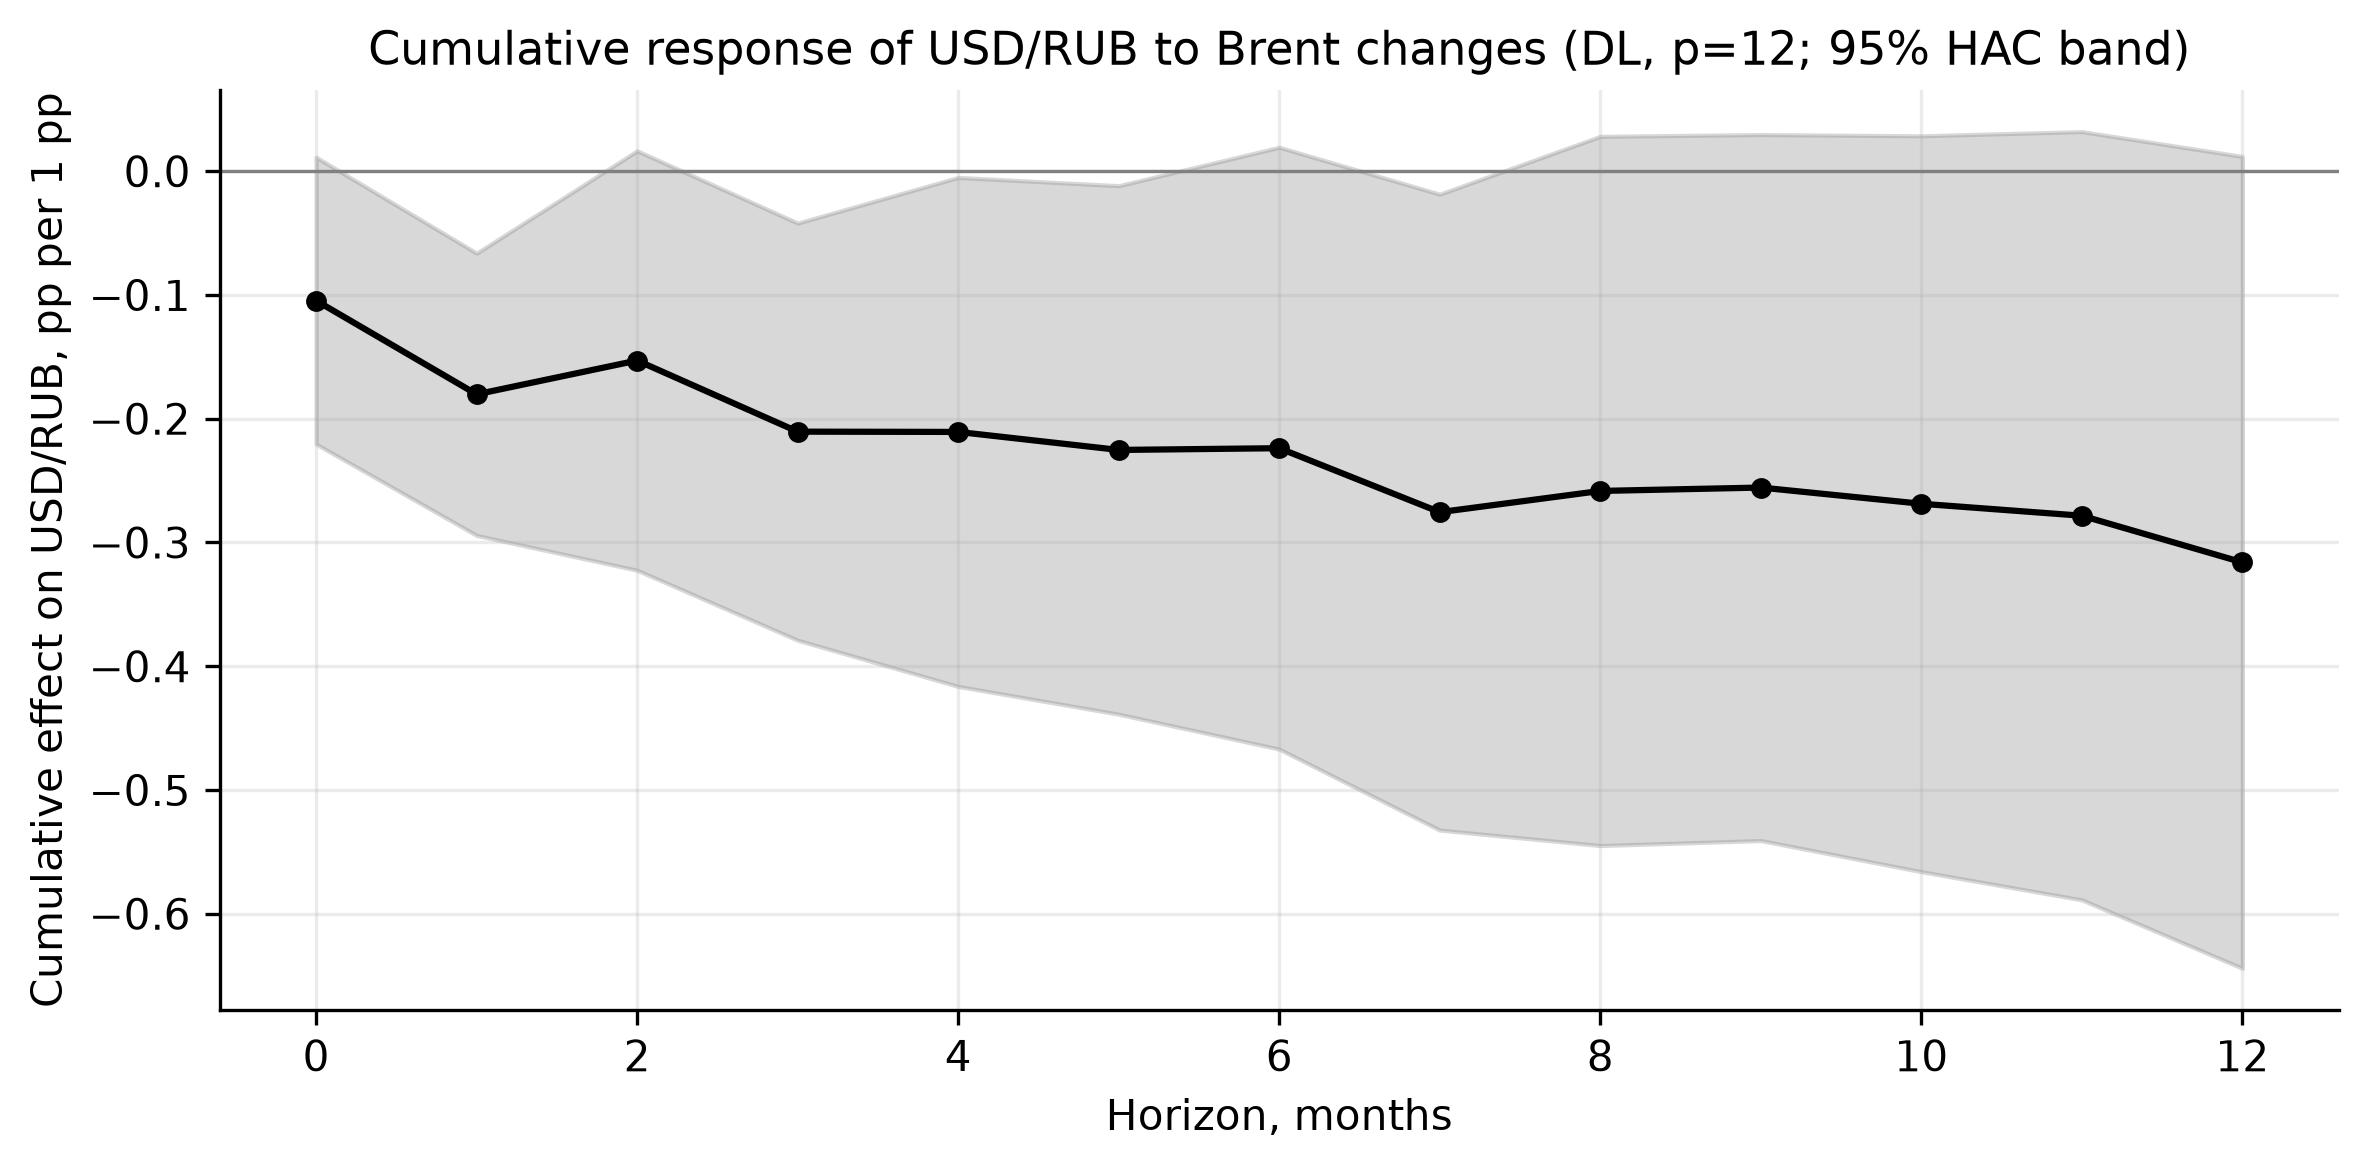 Cumulative response of USD/RUB to Brent changes (DL, p=12; 95% HAC band)
Cumulative effect on USD/RUB, pp per 1 pp
0.0
−0.1
−0.2
−0.3
−0.4
−0.5
−0.6
0 2 4 6 8 10 12
Horizon, months